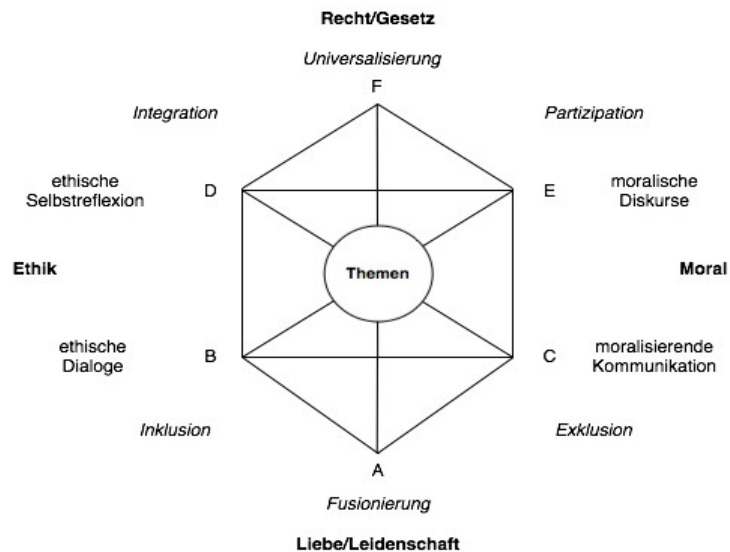 Recht/Gesetz
Universalisierung
F
Integration
Partizipation
ethische
Selbstreflexion
D
E
moralische
Diskurse
Ethik
Themen
Moral
ethische
Dialoge
B
C
moralisierende
Kommunikation
Inklusion
Exklusion
A
Fusionierung
Liebe/Leidenschaft